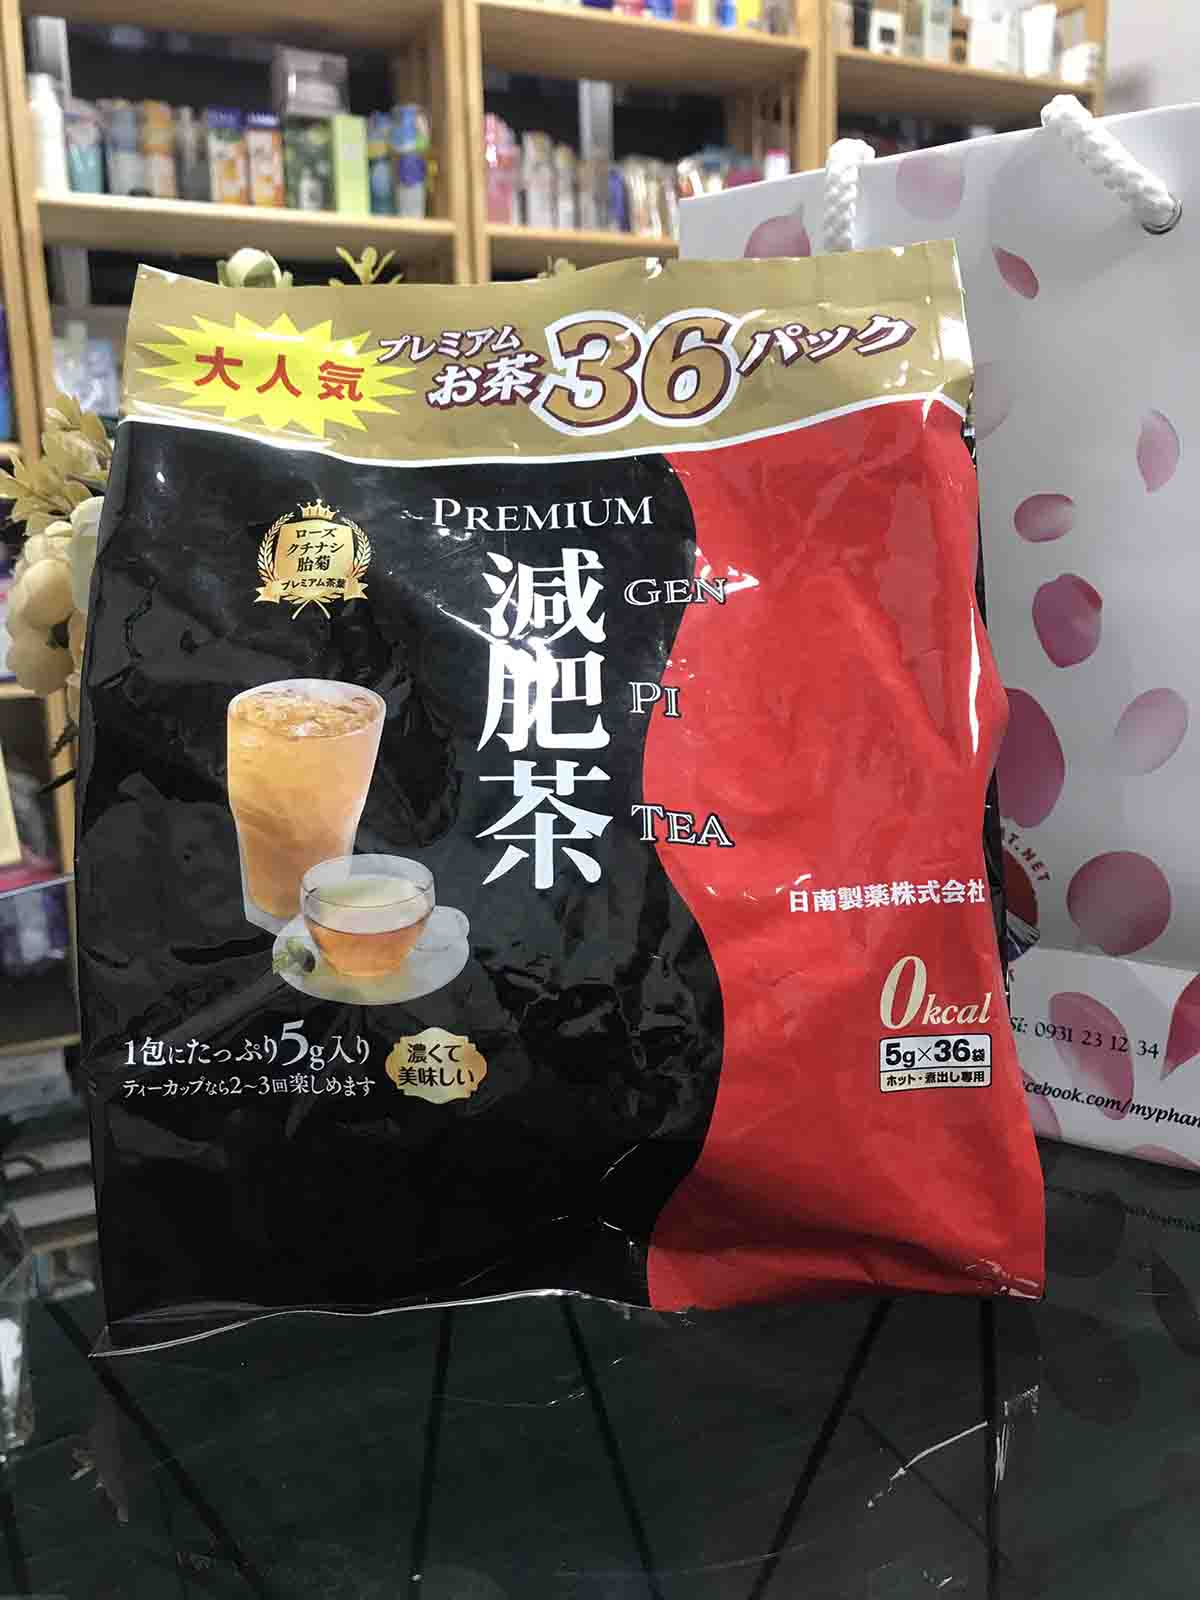 大人気
プレミアム
お茶36パック
PREMIUM
ローズ
クチナシ
胎菊
プレミアム茶葉
減肥茶
GEN
PI
TEA
日南製薬株式会社
0kcal
5g×36袋
ホット・煮出し専用
1包にたっぷり5g入り
ティーカップなら2〜3回楽しめます
濃くて
美味しい
AT.NET
Si: 0931 23 12 34
cebook.com/myphan